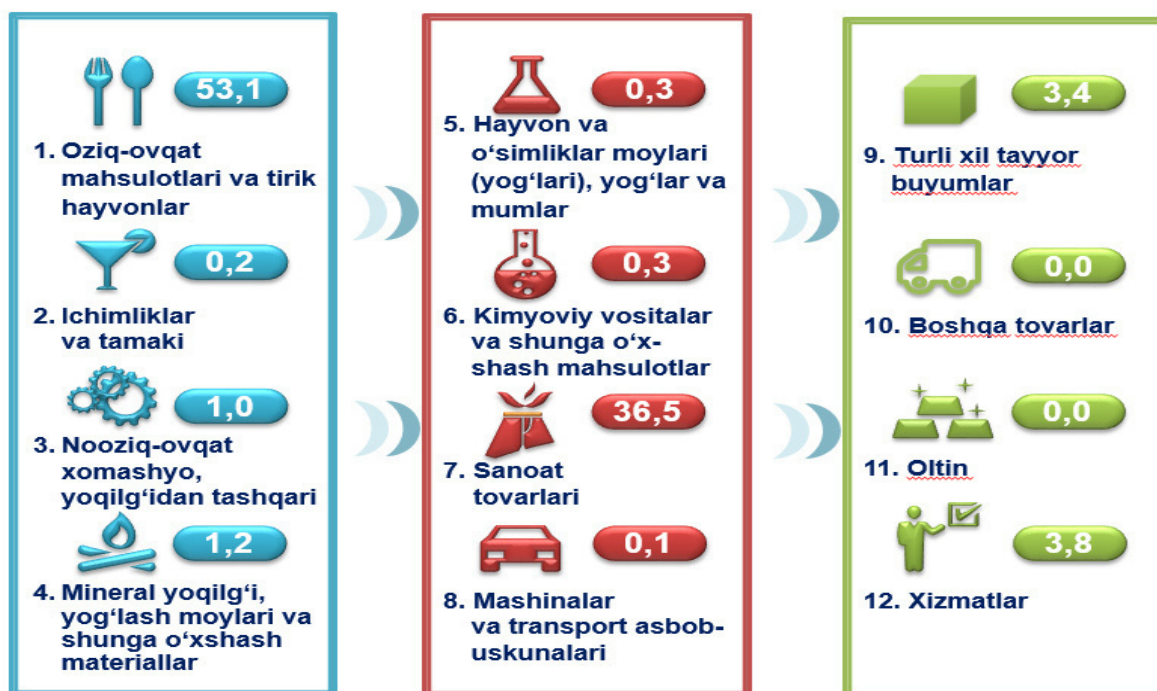 53,1
1. Oziq-ovqat
mahsulotlari va tirik
hayvonlar
0,2
2. Ichimliklar
va tamaki
1,0
3. Nooziq-ovqat
xomashyo,
yoqilg‘idan tashqari
1,2
4. Mineral yoqilg‘i,
yog‘lash moylari va
shunga o‘xshash
materiallar
0,3
5. Hayvon va
o‘simliklar moylari
(yog‘lari), yog‘lar va
mumlar
0,3
6. Kimyoviy vositalar
va shunga o‘x-
shash mahsulotlar
36,5
7. Sanoat
tovarlari
0,1
8. Mashinalar
va transport asbob-
uskunalari
3,4
9. Turli xil tayyor
buyumlar
0,0
10. Boshqa tovarlar
0,0
11. Oltin
3,8
12. Xizmatlar